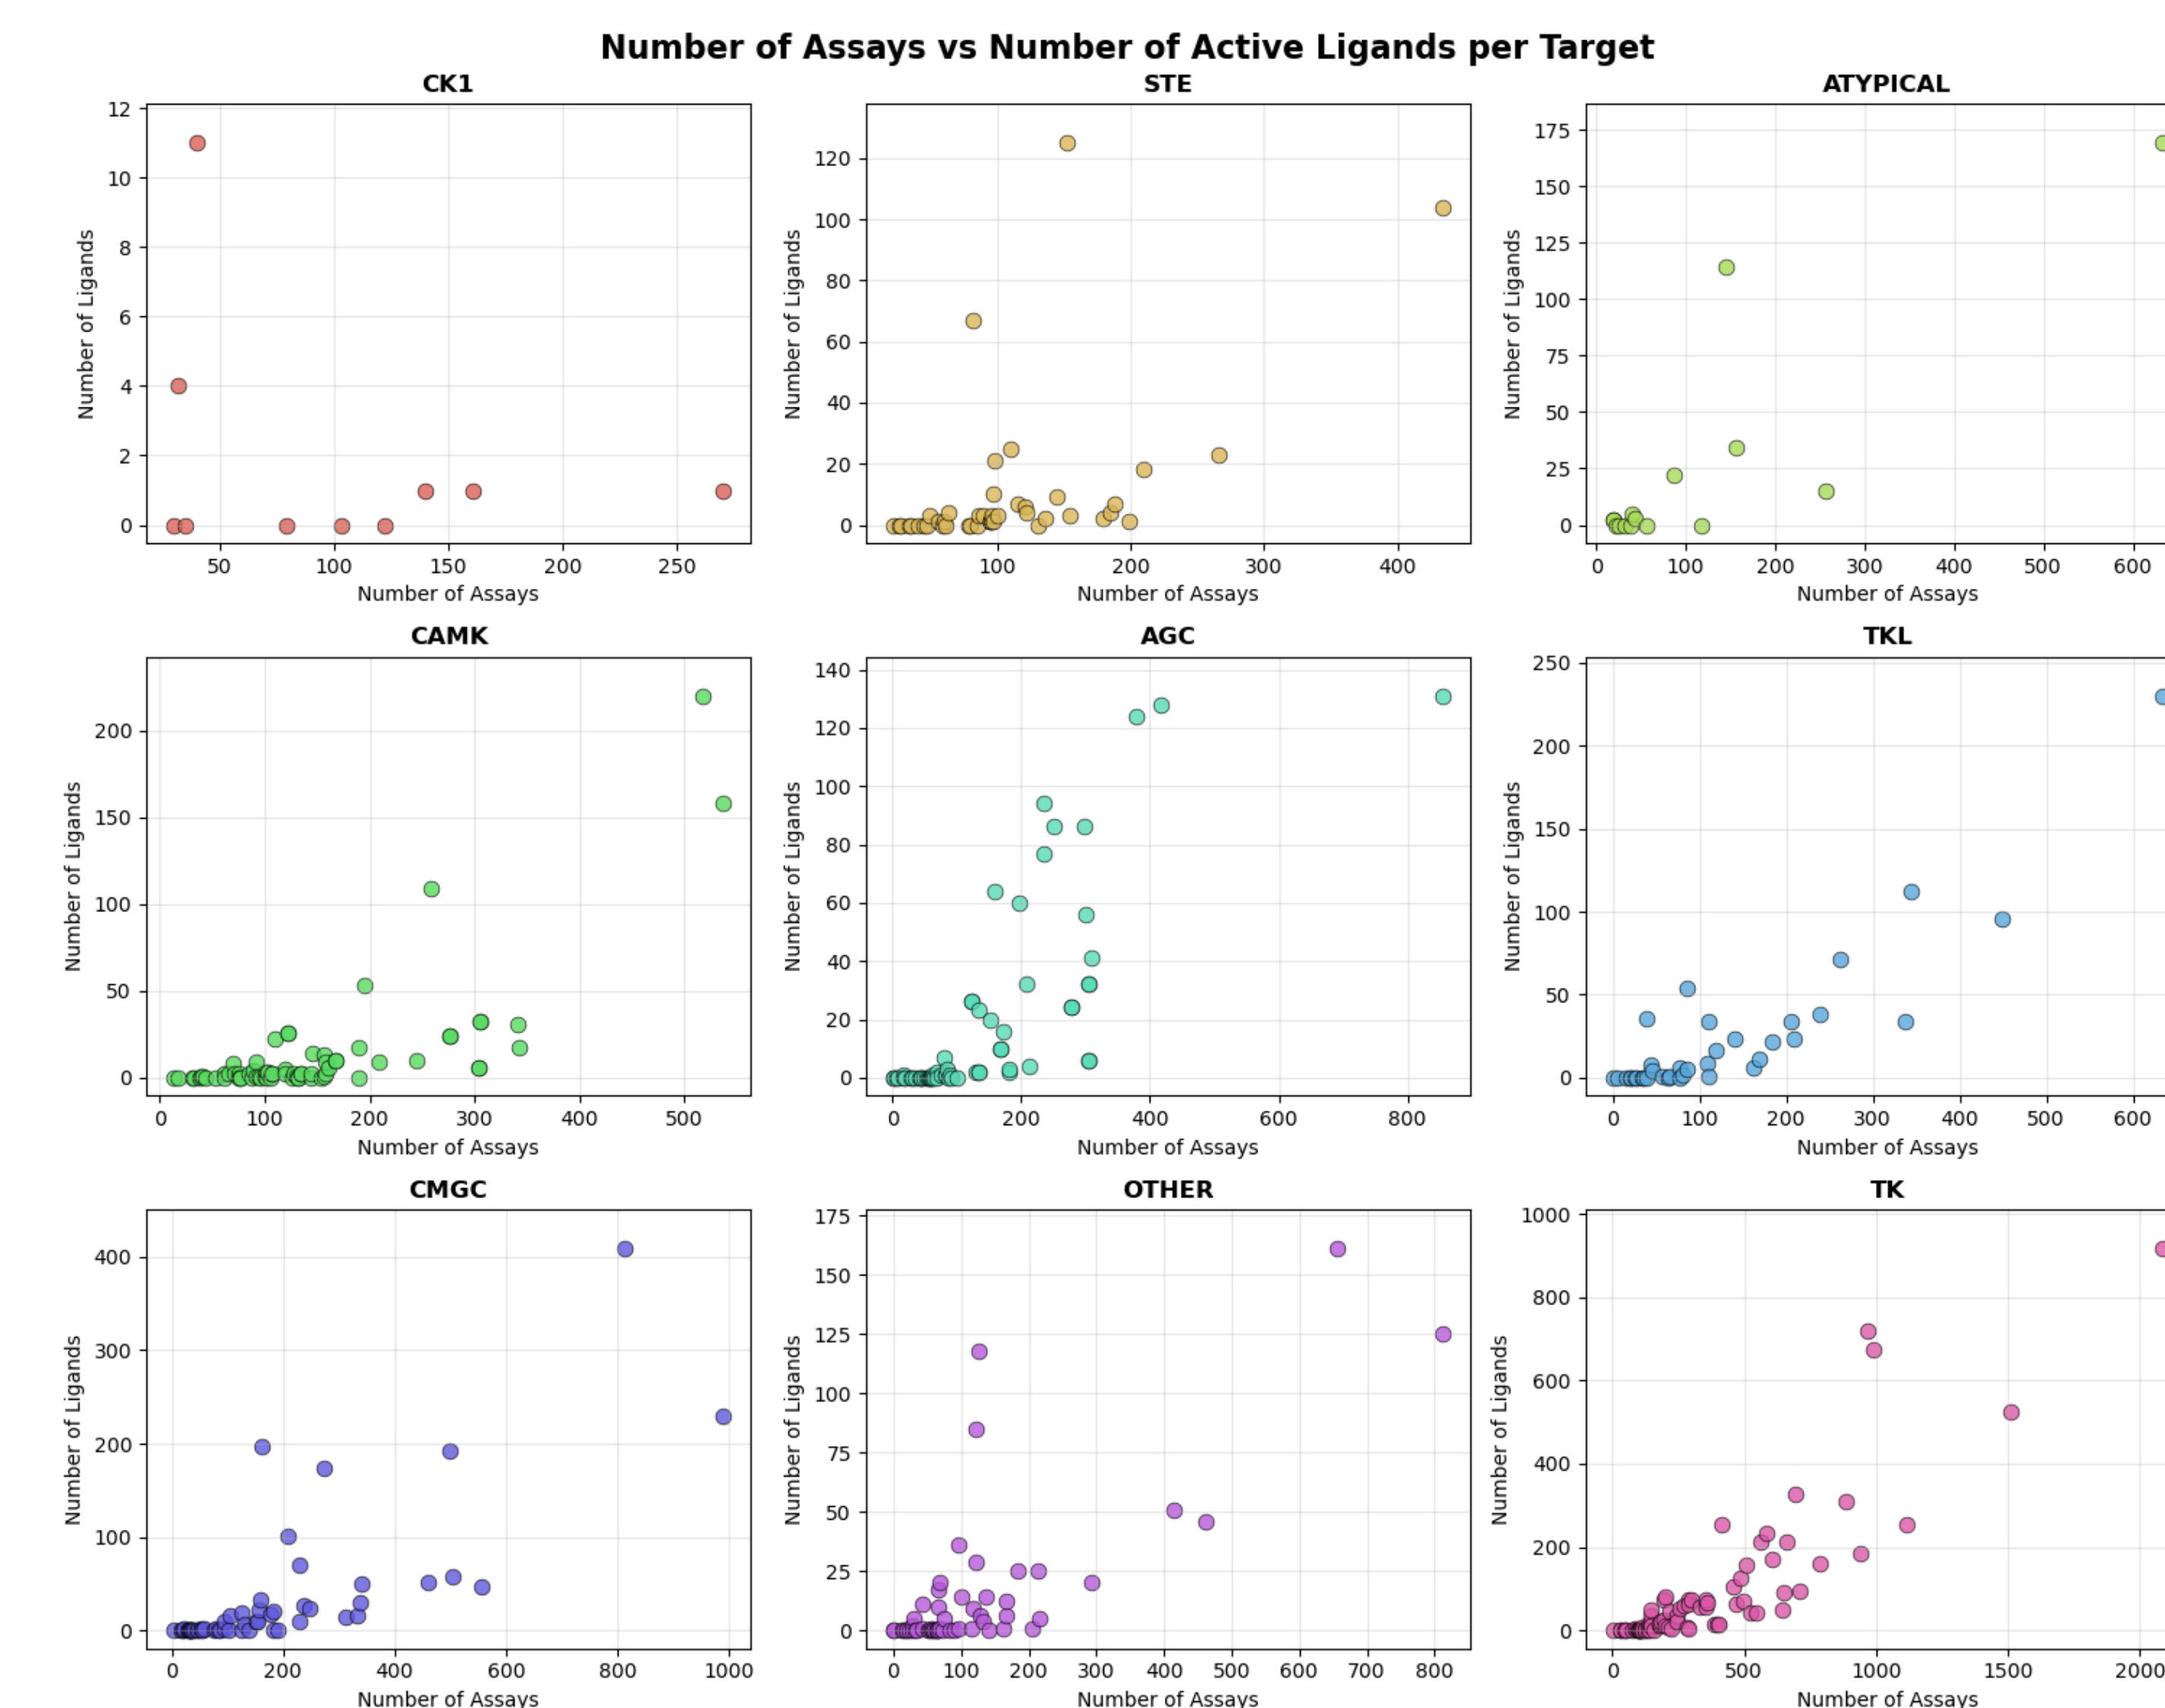 Number of Assays vs Number of Active Ligands per Target
CK1
STE
ATYPICAL
12
10
8
6
4
2
0
Number of Ligands
50 100 150 200 250
Number of Assays
120
100
80
60
40
20
0
Number of Ligands
100 200 300 400
Number of Assays
175
150
125
100
75
50
25
0
Number of Ligands
0 100 200 300 400 500 600
Number of Assays
CAMK
AGC
TKL
200
150
100
50
0
Number of Ligands
0 100 200 300 400 500
Number of Assays
140
120
100
80
60
40
20
0
Number of Ligands
0 200 400 600 800
Number of Assays
250
200
150
100
50
0
Number of Ligands
0 100 200 300 400 500 600
Number of Assays
CMGC
OTHER
TK
400
300
200
100
0
Number of Ligands
0 200 400 600 800 1000
Number of Assays
175
150
125
100
75
50
25
0
Number of Ligands
0 100 200 300 400 500 600 700 800
Number of Assays
1000
800
600
400
200
0
Number of Ligands
0 500 1000 1500 2000
Number of Assays